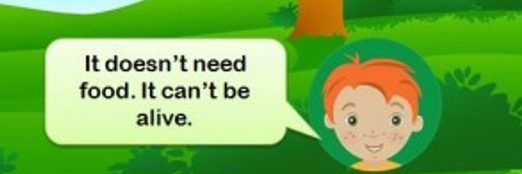 It doesn’t need
food. It can’t be
alive.